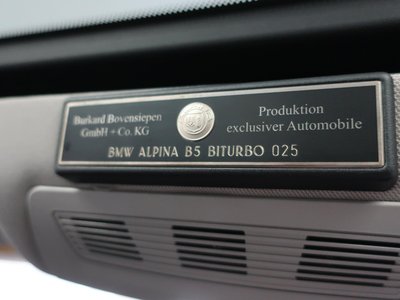 Burkard Bovensiepen
GmbH + Co. KG
Produktion
exclusiver Automobile
BMW ALPINA B5 BITURBO 025